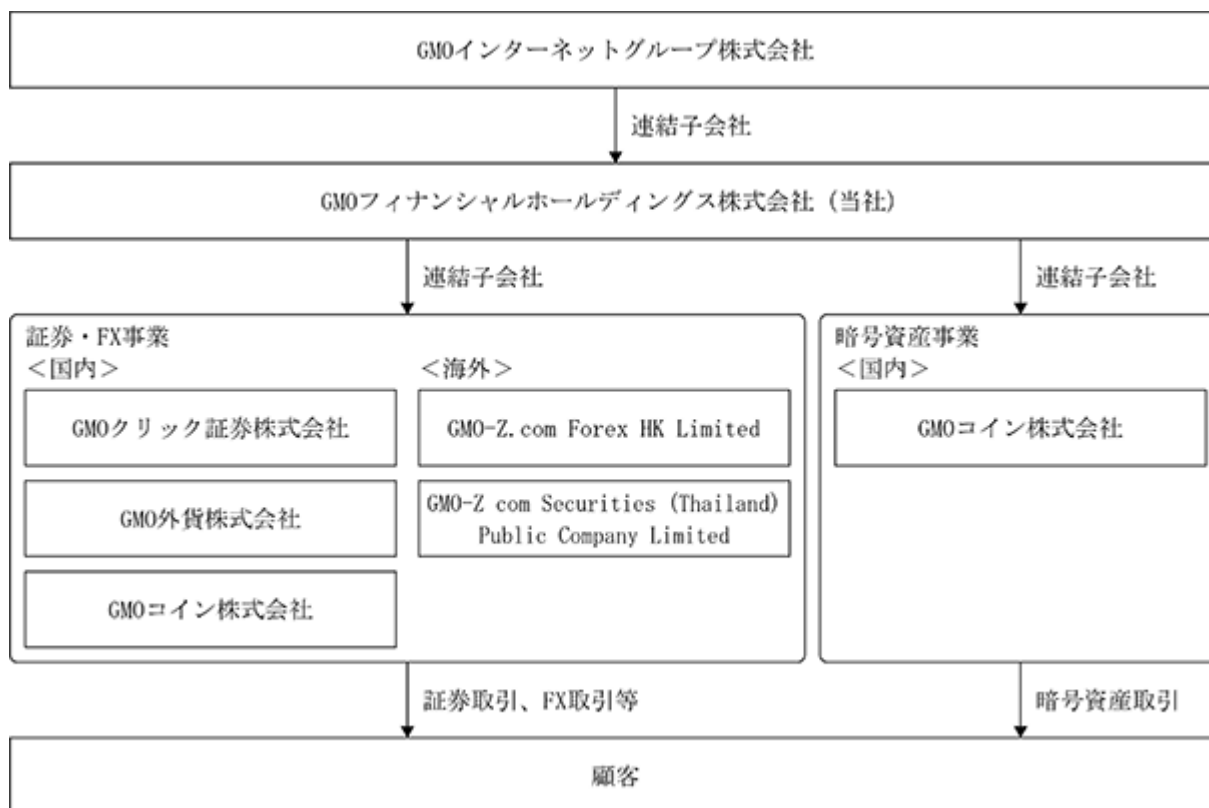 GMOインターネットグループ株式会社
連結子会社
GMOフィナンシャルホールディングス株式会社（当社）
連結子会社
連結子会社
証券・FX事業
＜国内＞
＜海外＞
GMOクリック証券株式会社
GMO-Z.com Forex HK Limited
GMO外貨株式会社
GMO-Z com Securities (Thailand)
Public Company Limited
GMOコイン株式会社
暗号資産事業
＜国内＞
GMOコイン株式会社
証券取引、FX取引等
暗号資産取引
顧客